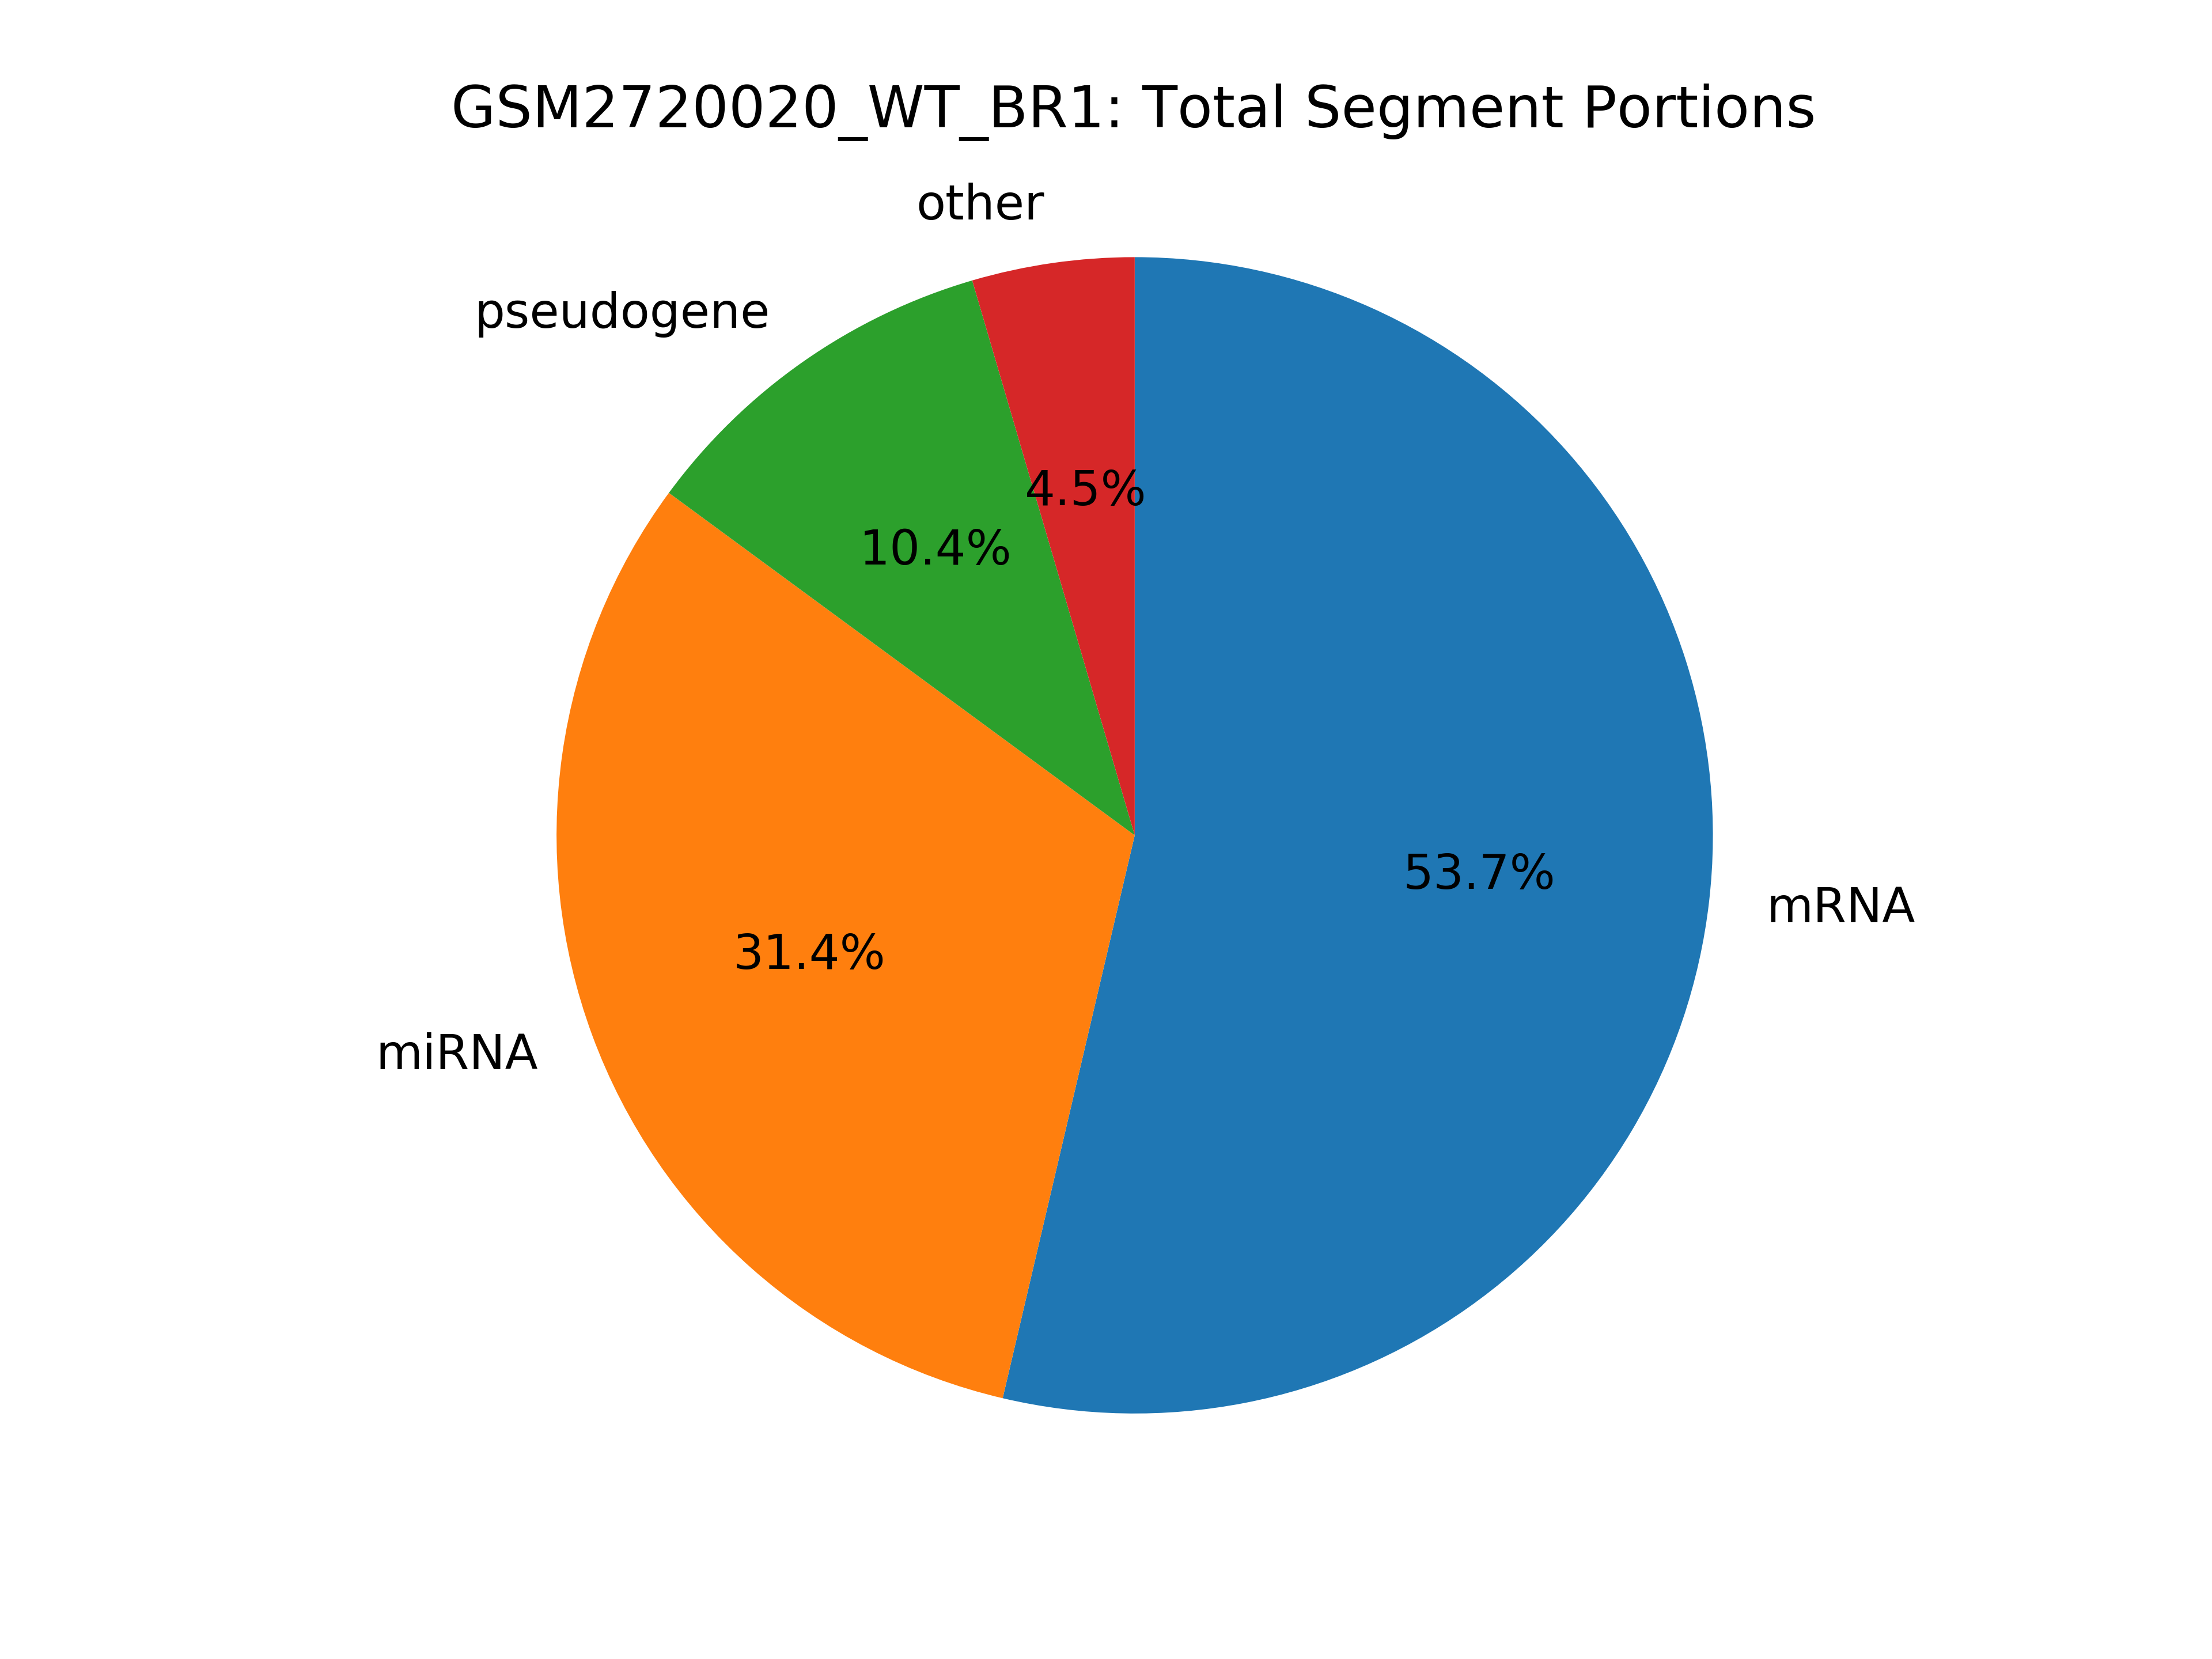 GSM2720020_WT_BR1: Total Segment Portions
other
pseudogene
4.5%
10.4%
53.7%
mRNA
31.4%
miRNA